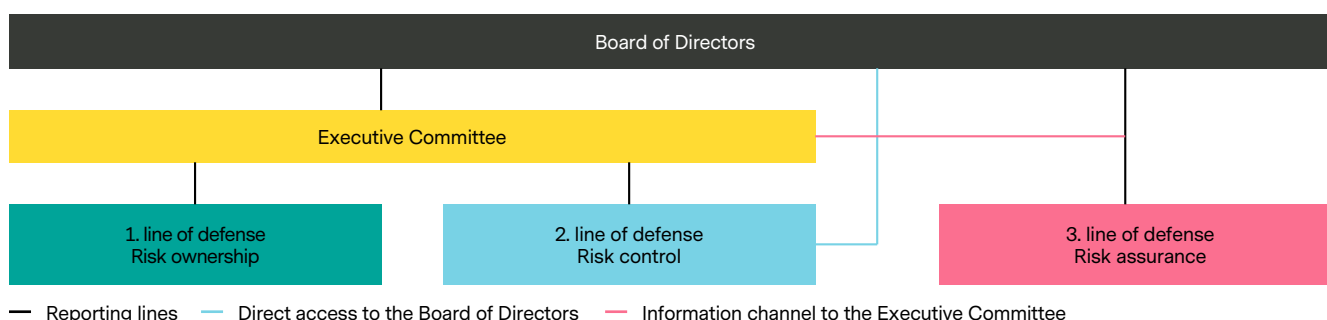 Board of Directors
Executive Committee
1. line of defense
Risk ownership
2. line of defense
Risk control
3. line of defense
Risk assurance
Reporting lines Direct access to the Board of Directors Information channel to the Executive Committee